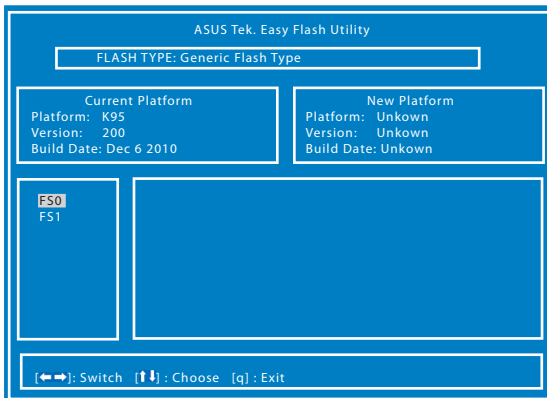 ASUS Tek. Easy Flash Utility
FLASH TYPE: Generic Flash Type
Current Platform
Platform: K95
Version: 200
Build Date: Dec 6 2010
New Platform
Platform: Unkown
Version: Unkown
Build Date: Unkown
FS0
FS1
[←→]: Switch [↑↓] : Choose [q] : Exit